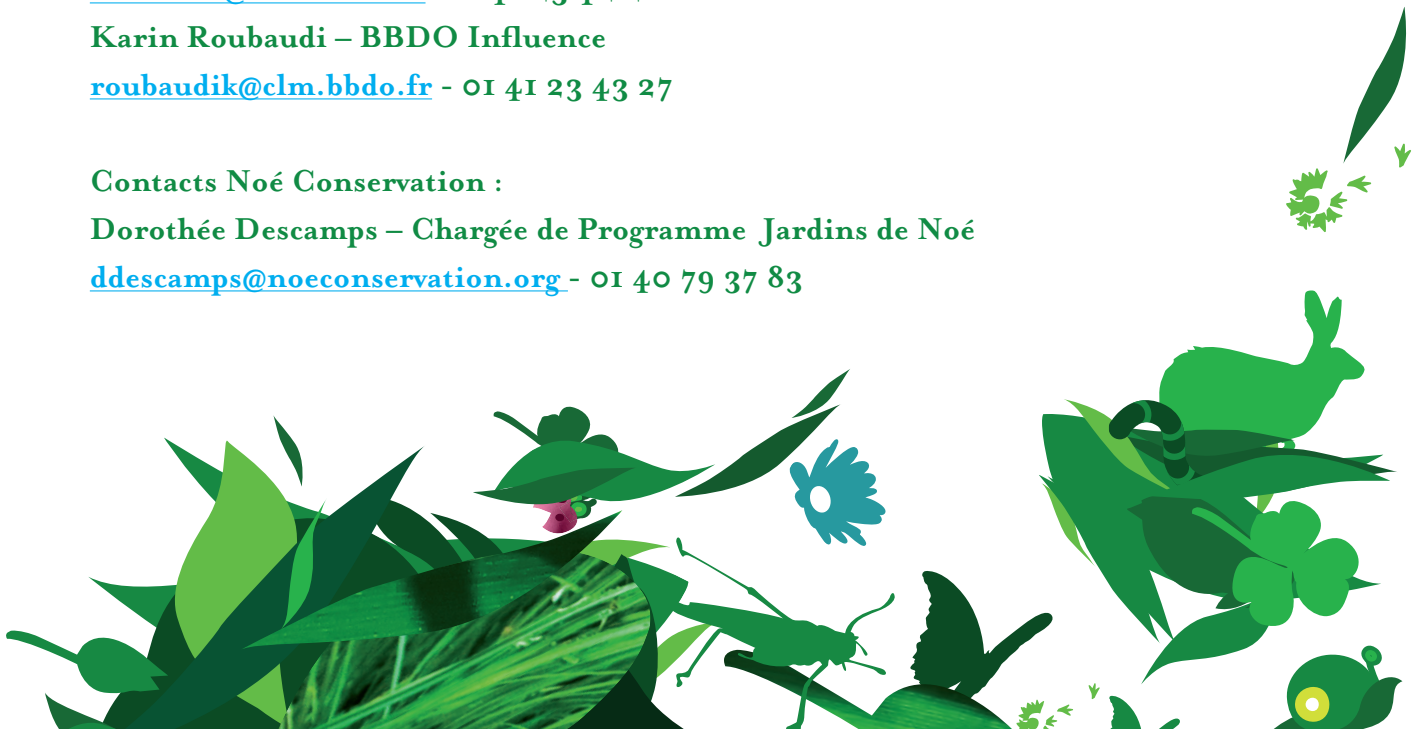 Karin Roubaudi – BBDO Influence
roubaudik@clm.bbdo.fr - 01 41 23 43 27
Contacts Noé Conservation :
Dorothée Descamps – Chargée de Programme Jardins de Noé
ddescamps@noeconservation.org - 01 40 79 37 83